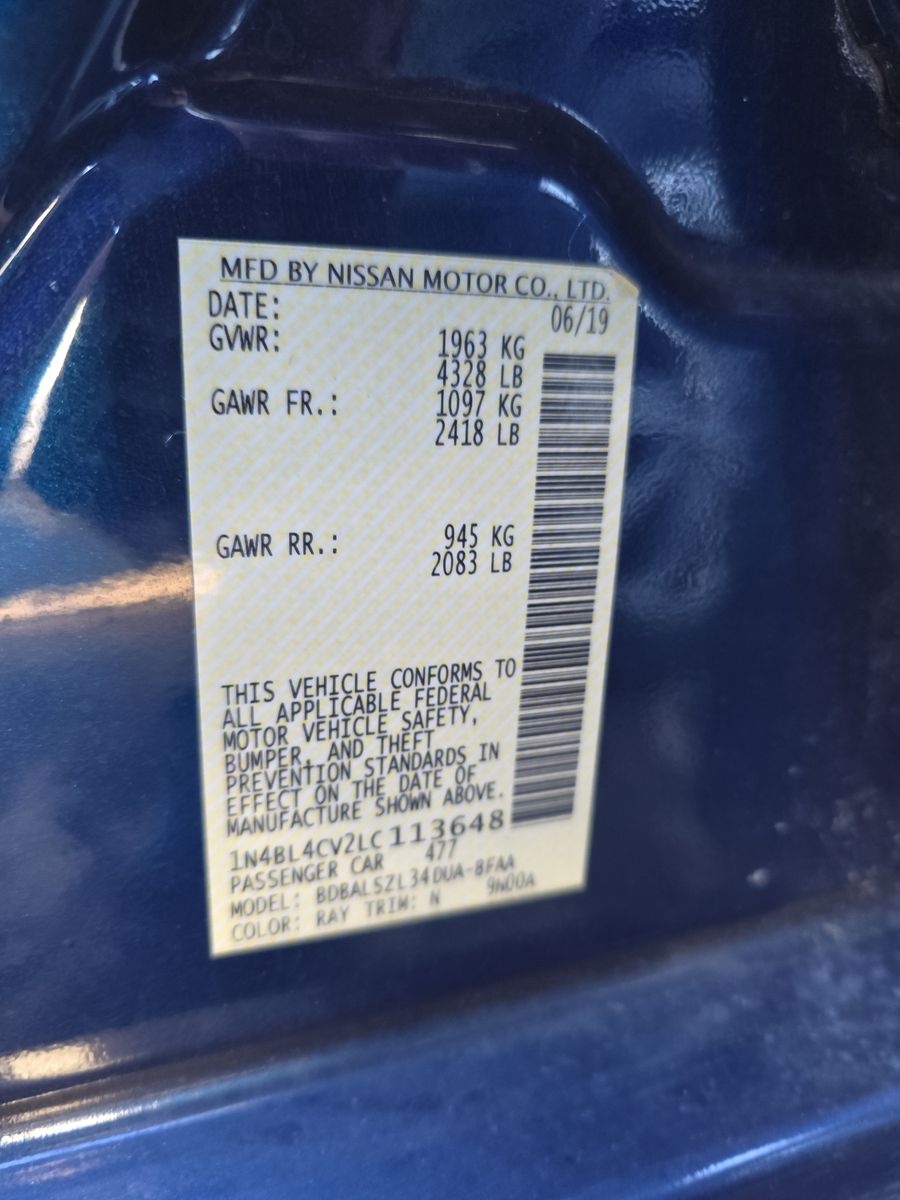 MFD BY NISSAN MOTOR CO., LTD.
DATE: 06/19
GVWR: 1963 KG
4328 LB
GAWR FR.: 1097 KG
2418 LB
GAWR RR.: 945 KG
2083 LB
THIS VEHICLE CONFORMS TO
ALL APPLICABLE FEDERAL
MOTOR VEHICLE SAFETY,
BUMPER, AND THEFT
PREVENTION STANDARDS IN
EFFECT ON THE DATE OF
MANUFACTURE SHOWN ABOVE.
1N4BL4CV2LC113648
PASSENGER CAR 477
MODEL: BDBALSZL34DUA-BFAA
COLOR: RAY TRIM: N 9N00A